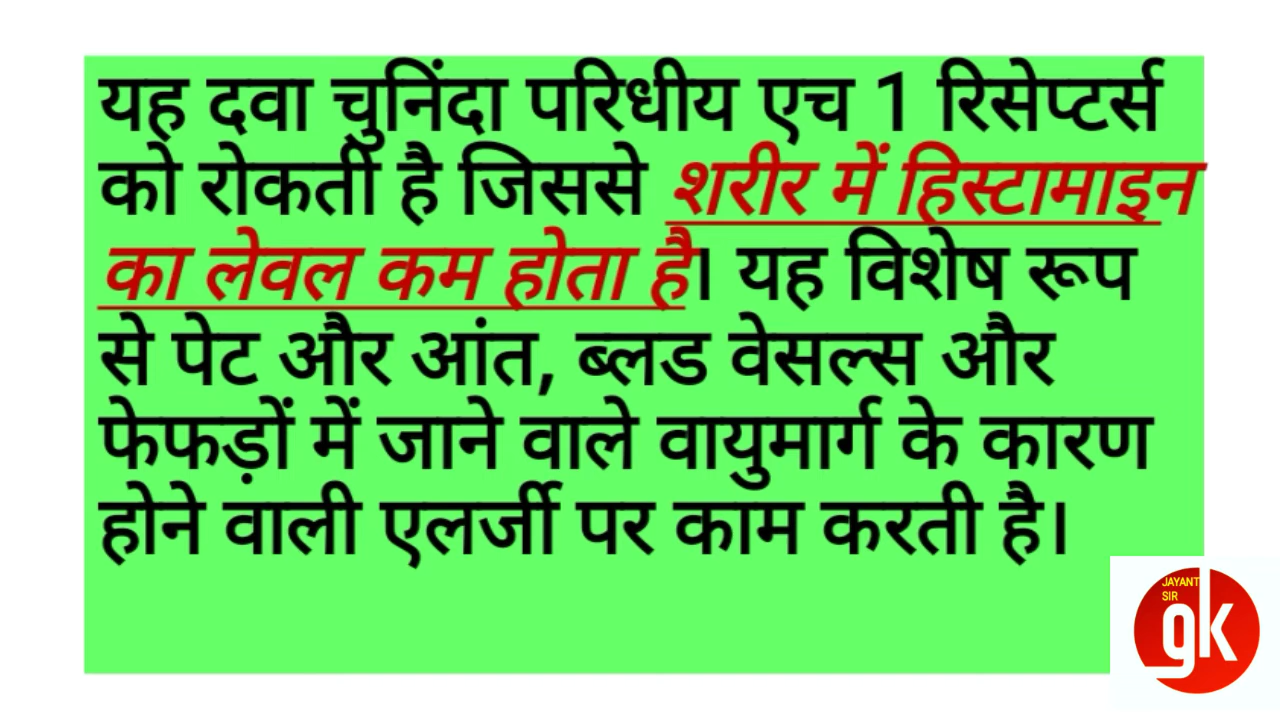 यह दवा चुनिंदा परिधीय एच 1 रिसेप्टर्स
को रोकती है जिससे शरीर में हिस्टामाइन
का लेवल कम होता है। यह विशेष रूप
से पेट और आंत, ब्लड वेसल्स और
फेफड़ों में जाने वाले वायुमार्ग के कारण
होने वाली एलर्जी पर काम करती है।
JAYANT
SIR
gk